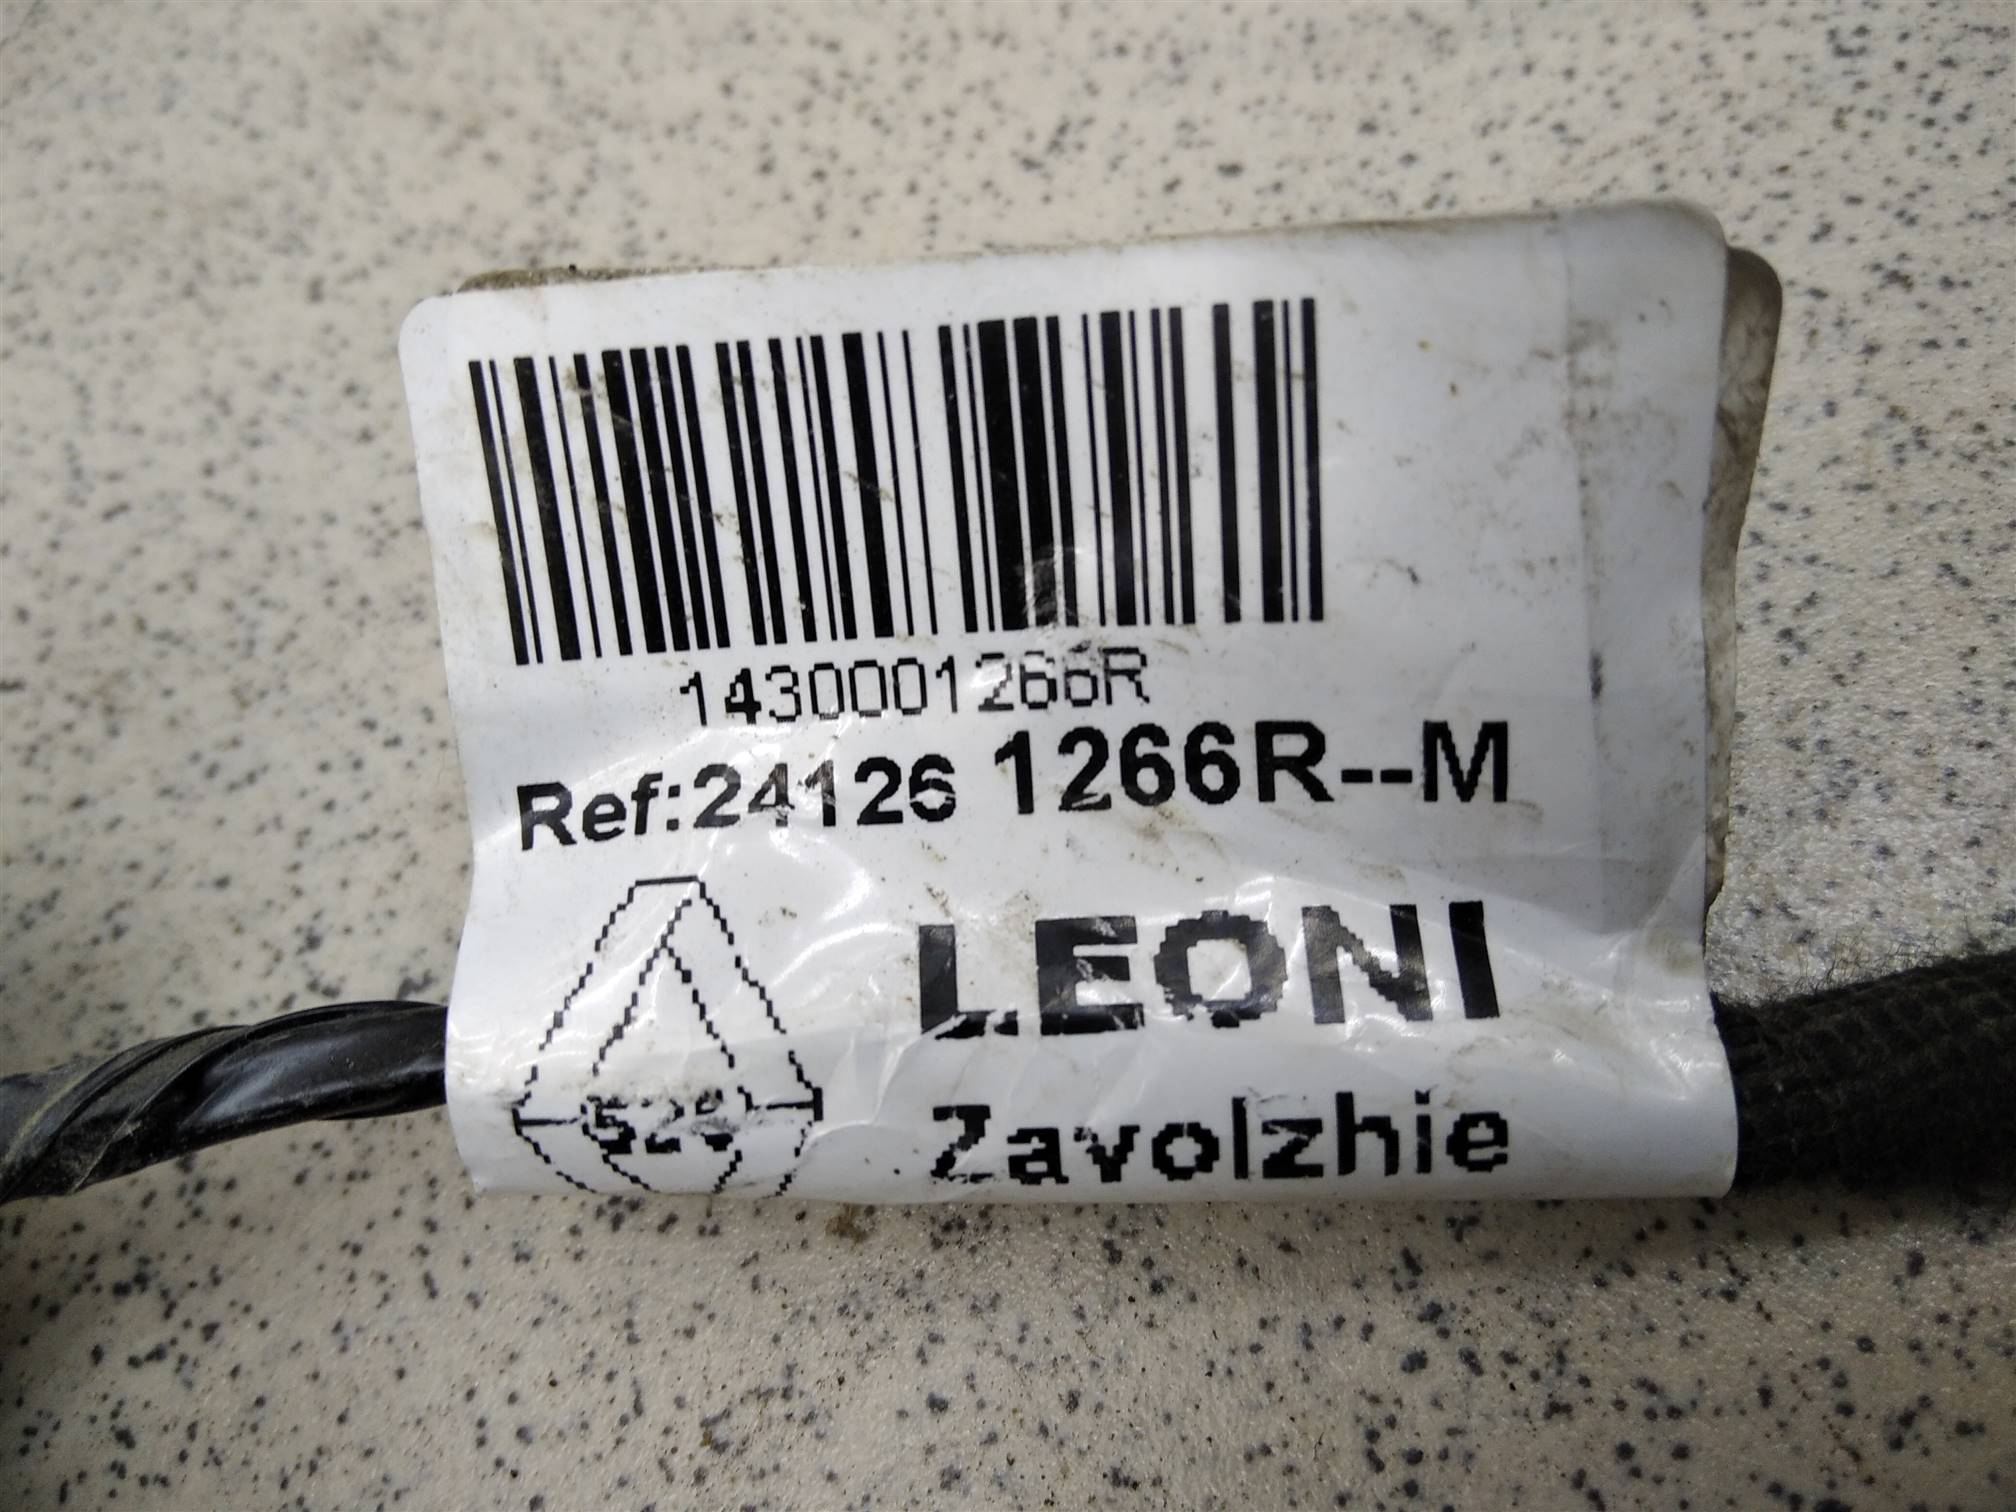 1430001266R
Ref:24126 1266R--M
LEONI
Zavolzhie